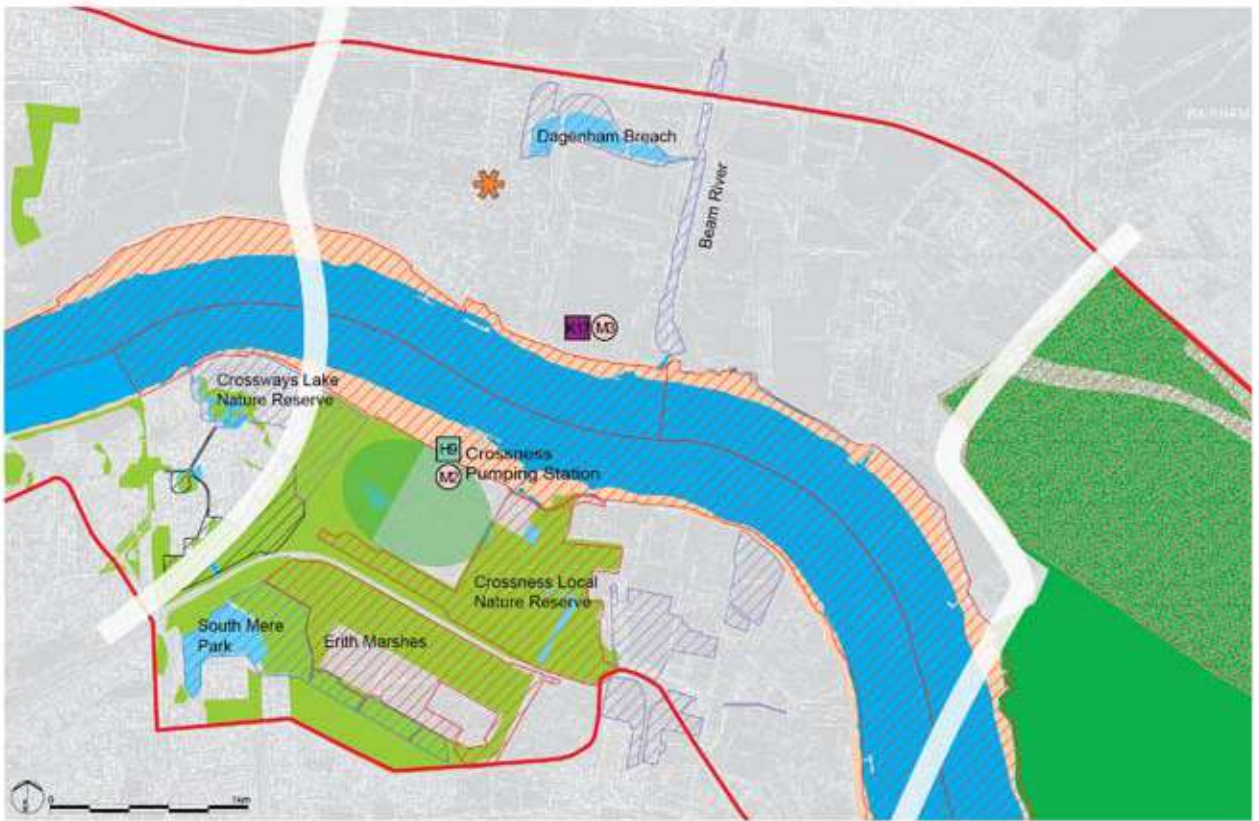 RAINHAM
Dagenham Breach
Beam River
M3
Crossways Lake
Nature Reserve
H9
Crossness
M2
Pumping Station
Crossness Local
Nature Reserve
South Mere
Park
Erith Marshes
0
1km